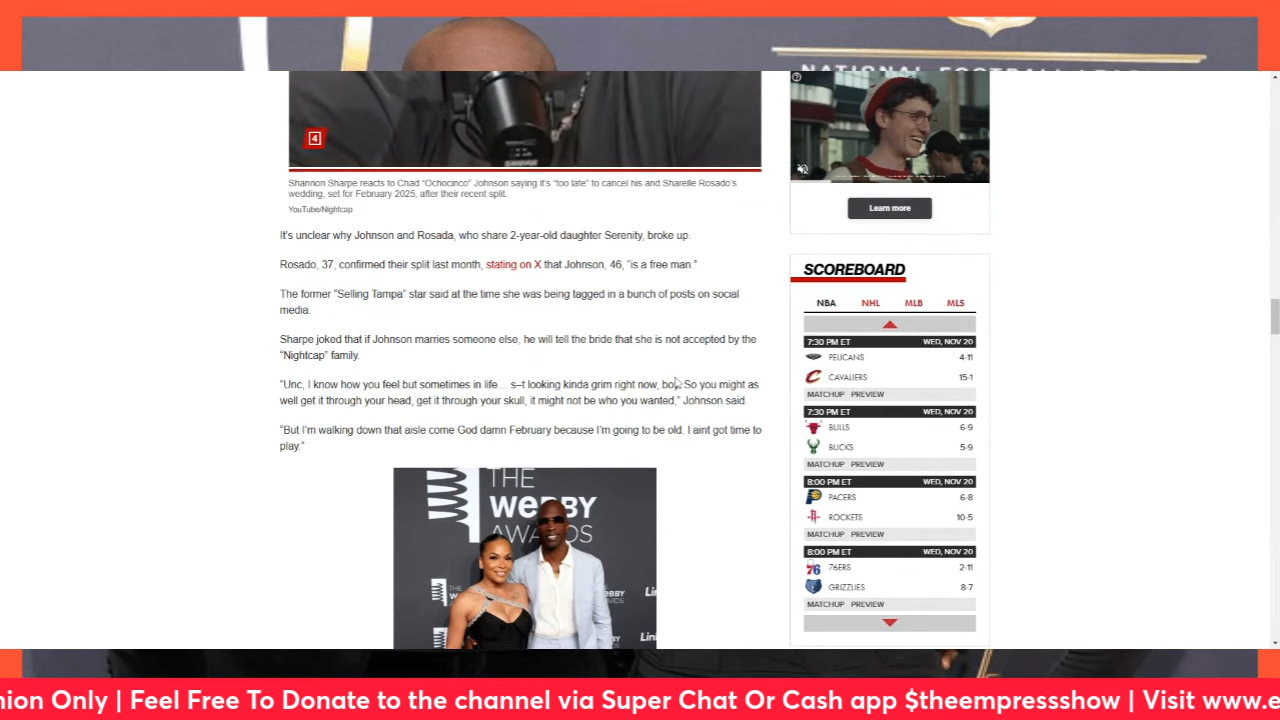 NATIONAL FOOTBALL LEAGUE
4
Shannon Sharpe reacts to Chad "Ochocinco" Johnson saying it's "too late" to cancel his and Sharelle Rosado's
wedding, set for February 2025, after their recent split.
YouTube/Nightcap
It's unclear why Johnson and Rosada, who share 2-year-old daughter Serenity, broke up.
Rosado, 37, confirmed their split last month, stating on X that Johnson, 46, "is a free man."
The former "Selling Tampa" star said at the time she was being tagged in a bunch of posts on social
media.
Sharpe joked that if Johnson marries someone else, he will tell the bride that she is not accepted by the
"Nightcap" family.
"Unc, I know how you feel but sometimes in life… s–t looking kinda grim right now, boy. So you might as
well get it through your head, get it through your skull, it might not be who you wanted," Johnson said.
"But I'm walking down that aisle come God damn February because I'm going to be old. I aint got time to
play."
THE
WEBBY
AWARDS
THE
WEBBY
AWARDS
Lin
Lin
Learn more
SCOREBOARD
NBA NHL MLB MLS
7:30 PM ET WED, NOV 20
PELICANS 4-11
CAVALIERS 15-1
MATCHUP PREVIEW
7:30 PM ET WED, NOV 20
BULLS 6-9
BUCKS 5-9
MATCHUP PREVIEW
8:00 PM ET WED, NOV 20
PACERS 6-8
ROCKETS 10-5
MATCHUP PREVIEW
8:00 PM ET WED, NOV 20
76ERS 2-11
GRIZZLIES 8-7
MATCHUP PREVIEW
nion Only | Feel Free To Donate to the channel via Super Chat Or Cash app $theempressshow | Visit www.e